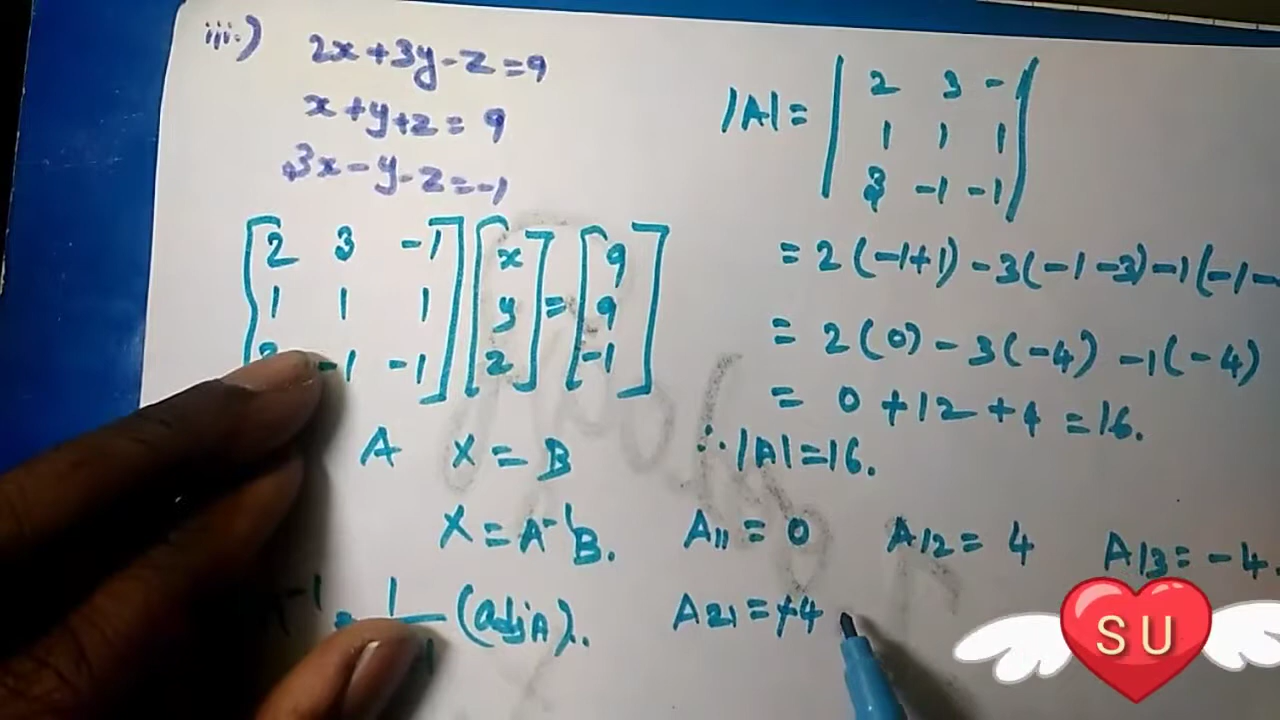 iii.)
2x+3y-z=9
x+y+z=9
3x-y-z=-1
2 3 -1 x 9
1 1 1 y = 9
-1 -1 z -1
A X = B
X = A⁻¹B.
⁻¹ = 1 (adjA).
|A| = 2 3 -1
1 1 1
3 -1 -1
= 2(-1+1) -3(-1-3) -1(-1-
= 2(0) -3(-4) -1(-4)
= 0+12+4=16.
∴|A|=16.
A11 = 0 A12 = 4 A13 = -4.
A21 = +4
SU